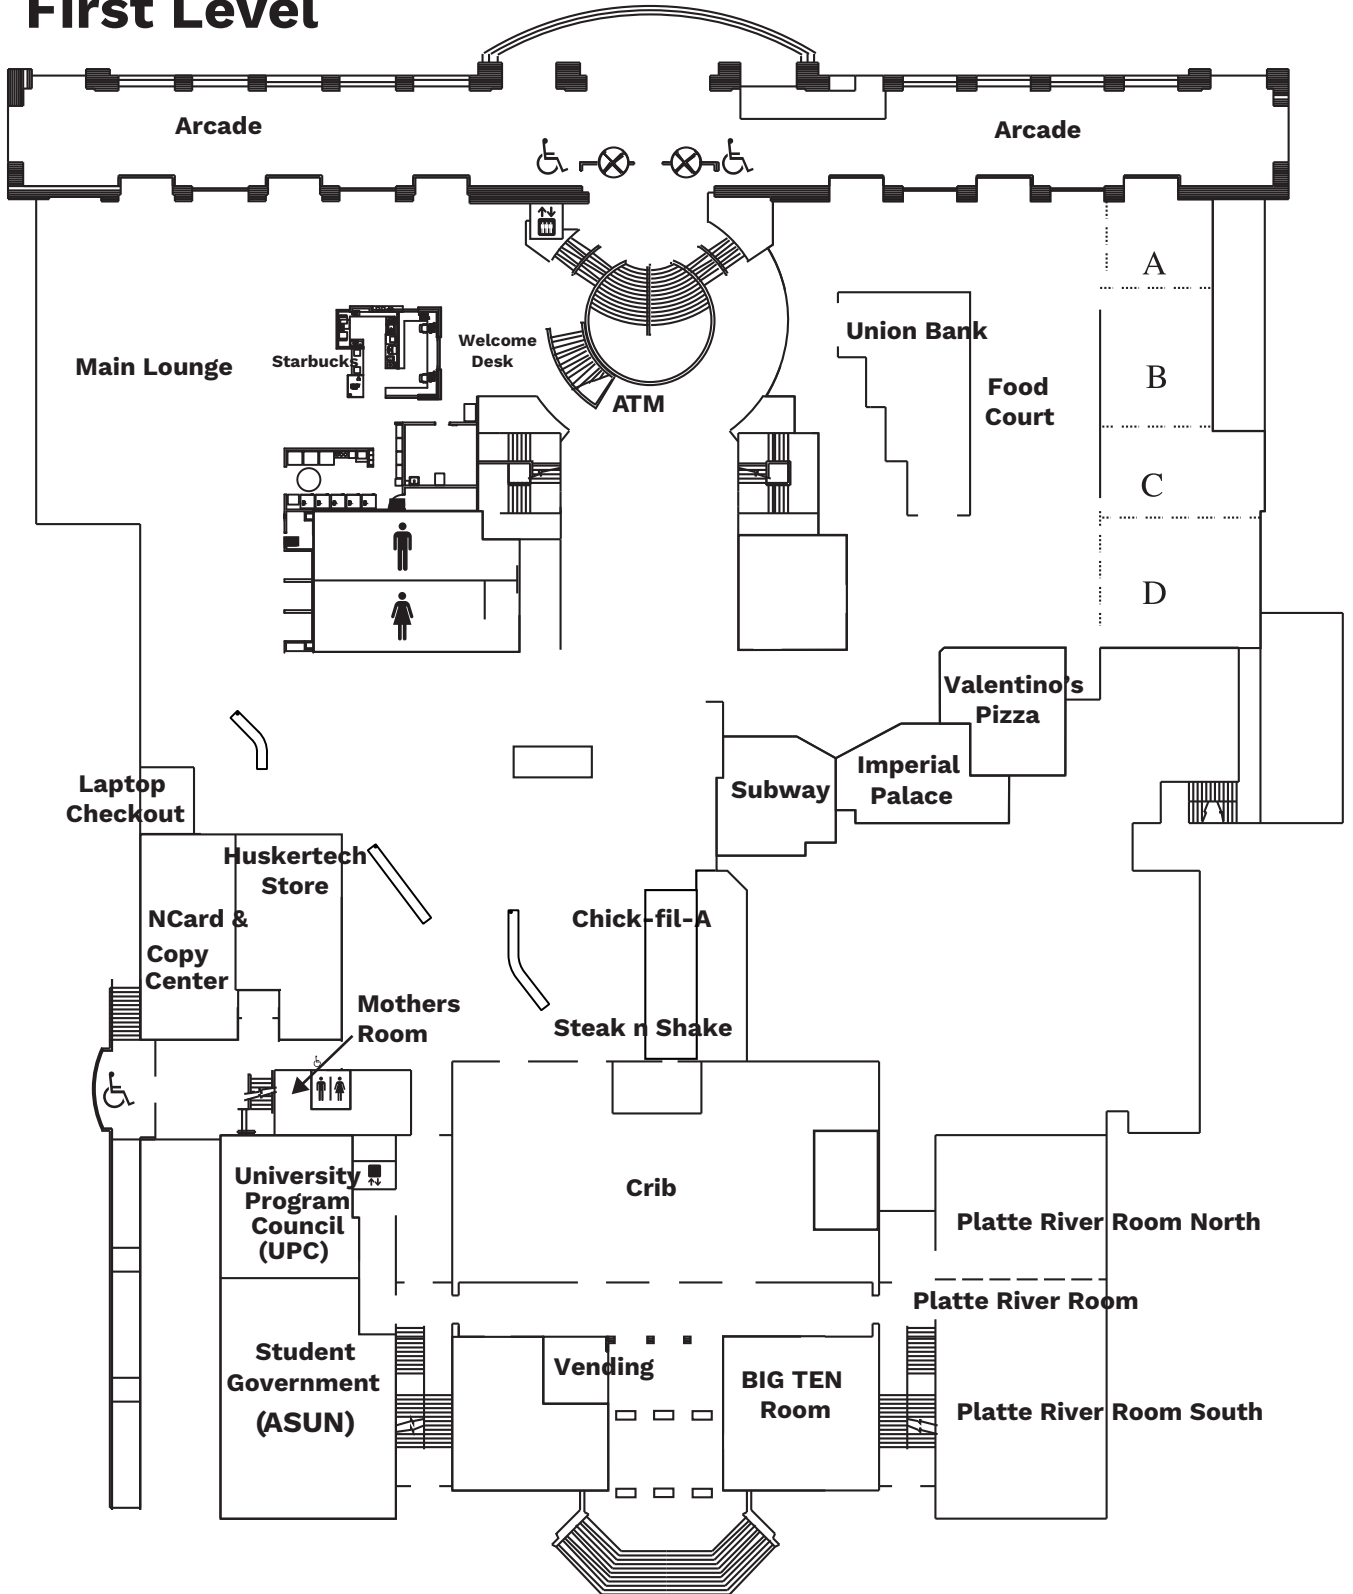 First Level
Arcade
Arcade
A
Union Bank
Welcome
Desk
Starbucks
Main Lounge
B
Food
Court
ATM
C
D
Valentino's
Pizza
Imperial
Palace
Subway
Laptop
Checkout
Huskertech
Store
NCard &
Copy
Center
Chick-fil-A
Mothers
Room
Steak n Shake
University
Program
Council
(UPC)
Crib
Platte River Room North
Platte River Room
Student
Government
(ASUN)
Vending
BIG TEN
Room
Platte River Room South